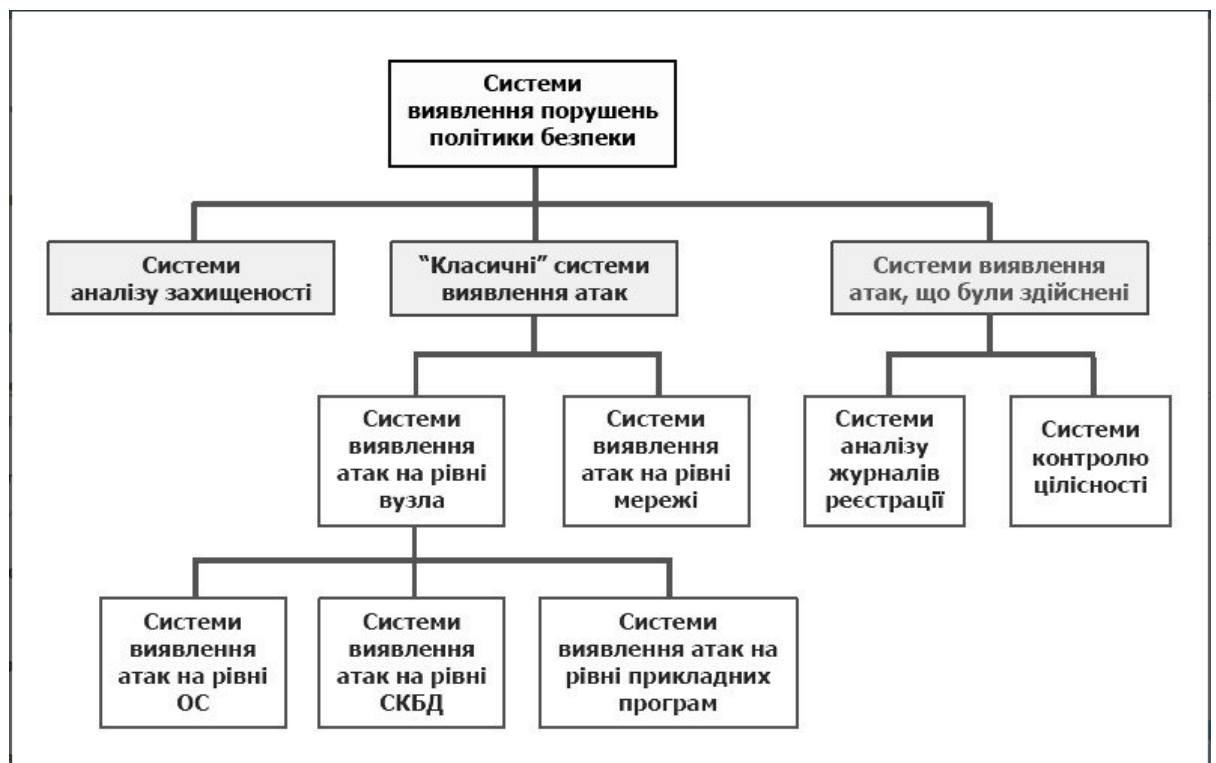 Системи
виявлення порушень
політики безпеки
Системи
аналізу захищеності
“Класичні” системи
виявлення атак
Системи виявлення
атак, що були здійснені
Системи
виявлення
атак на рівні
вузла
Системи
виявлення
атак на рівні
мережі
Системи
аналізу
журналів
реєстрації
Системи
контролю
цілісності
Системи
виявлення
атак на рівні
ОС
Системи
виявлення
атак на рівні
СКБД
Системи
виявлення атак на
рівні прикладних
програм